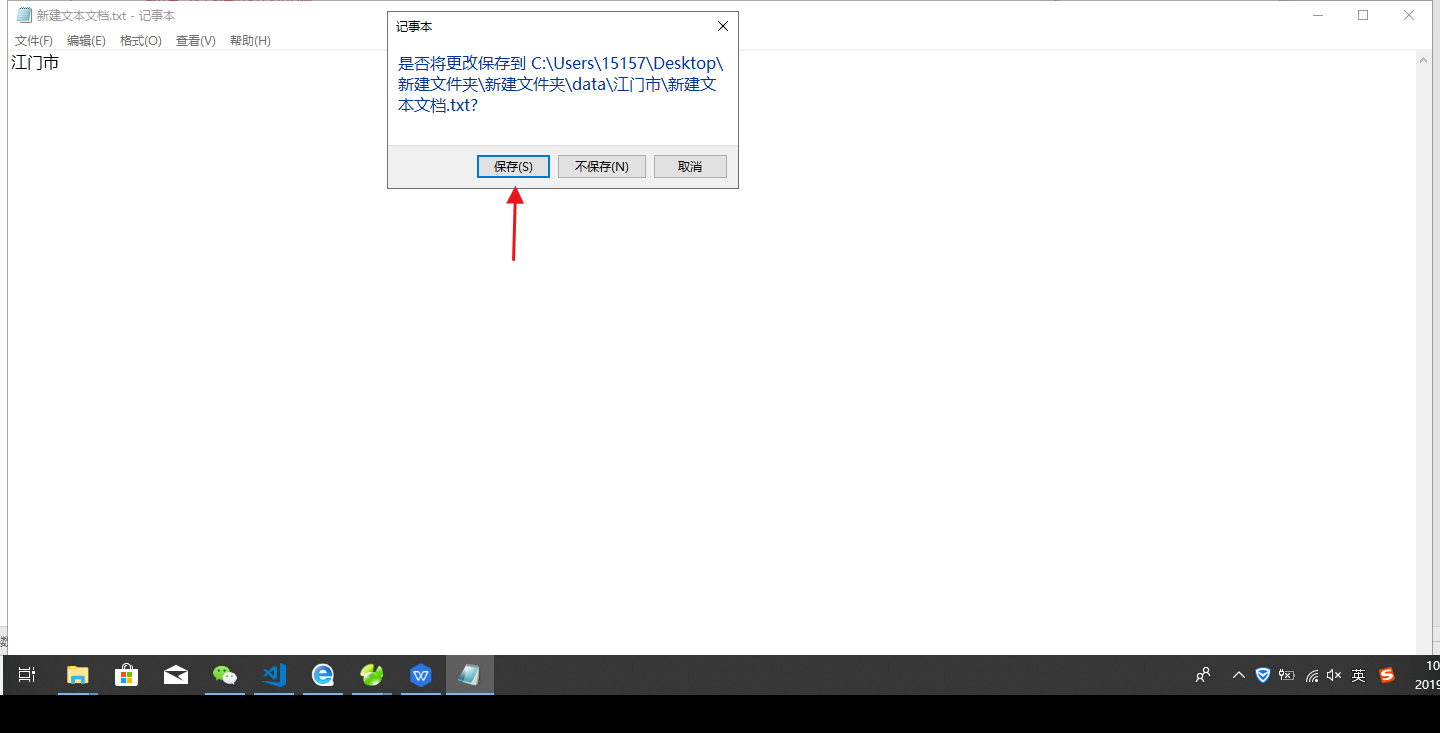 新建文本文档.txt - 记事本
文件(F) 编辑(E) 格式(O) 查看(V) 帮助(H)
江门市
记事本
是否将更改保存到 C:\Users\15157\Desktop\
新建文件夹\新建文件夹\data\江门市\新建文
本文档.txt?
保存(S) 不保存(N) 取消
英
10
2019